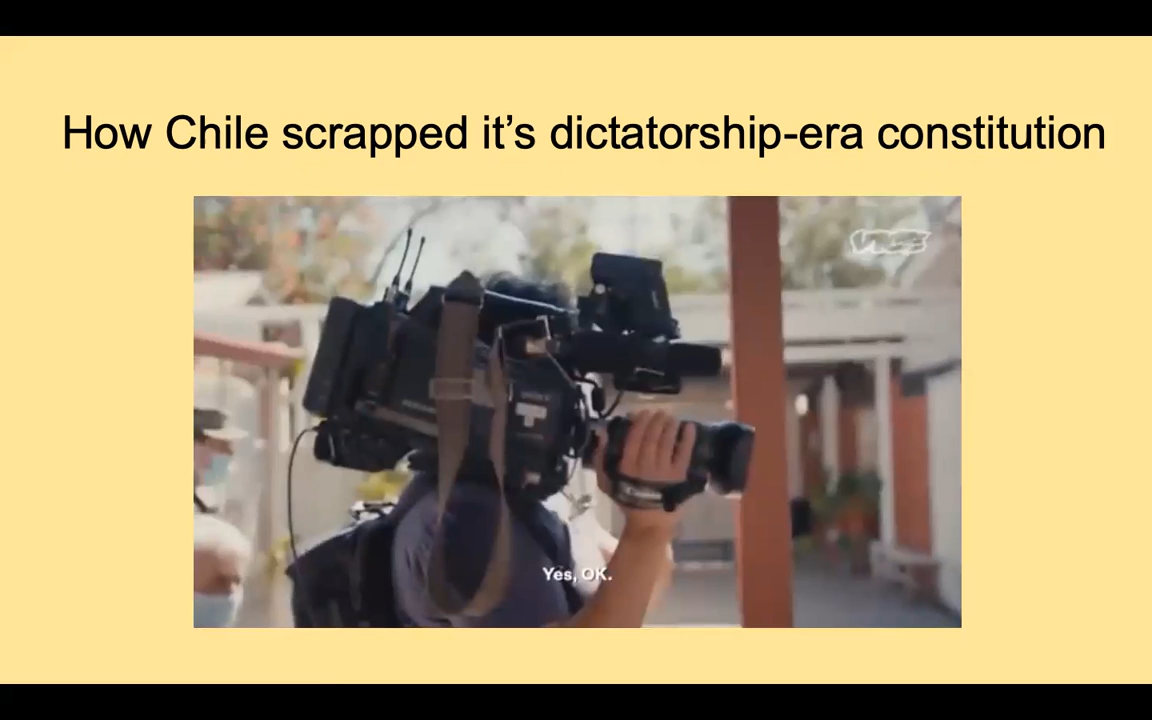 How Chile scrapped it’s dictatorship-era constitution
VICE
Yes, OK.